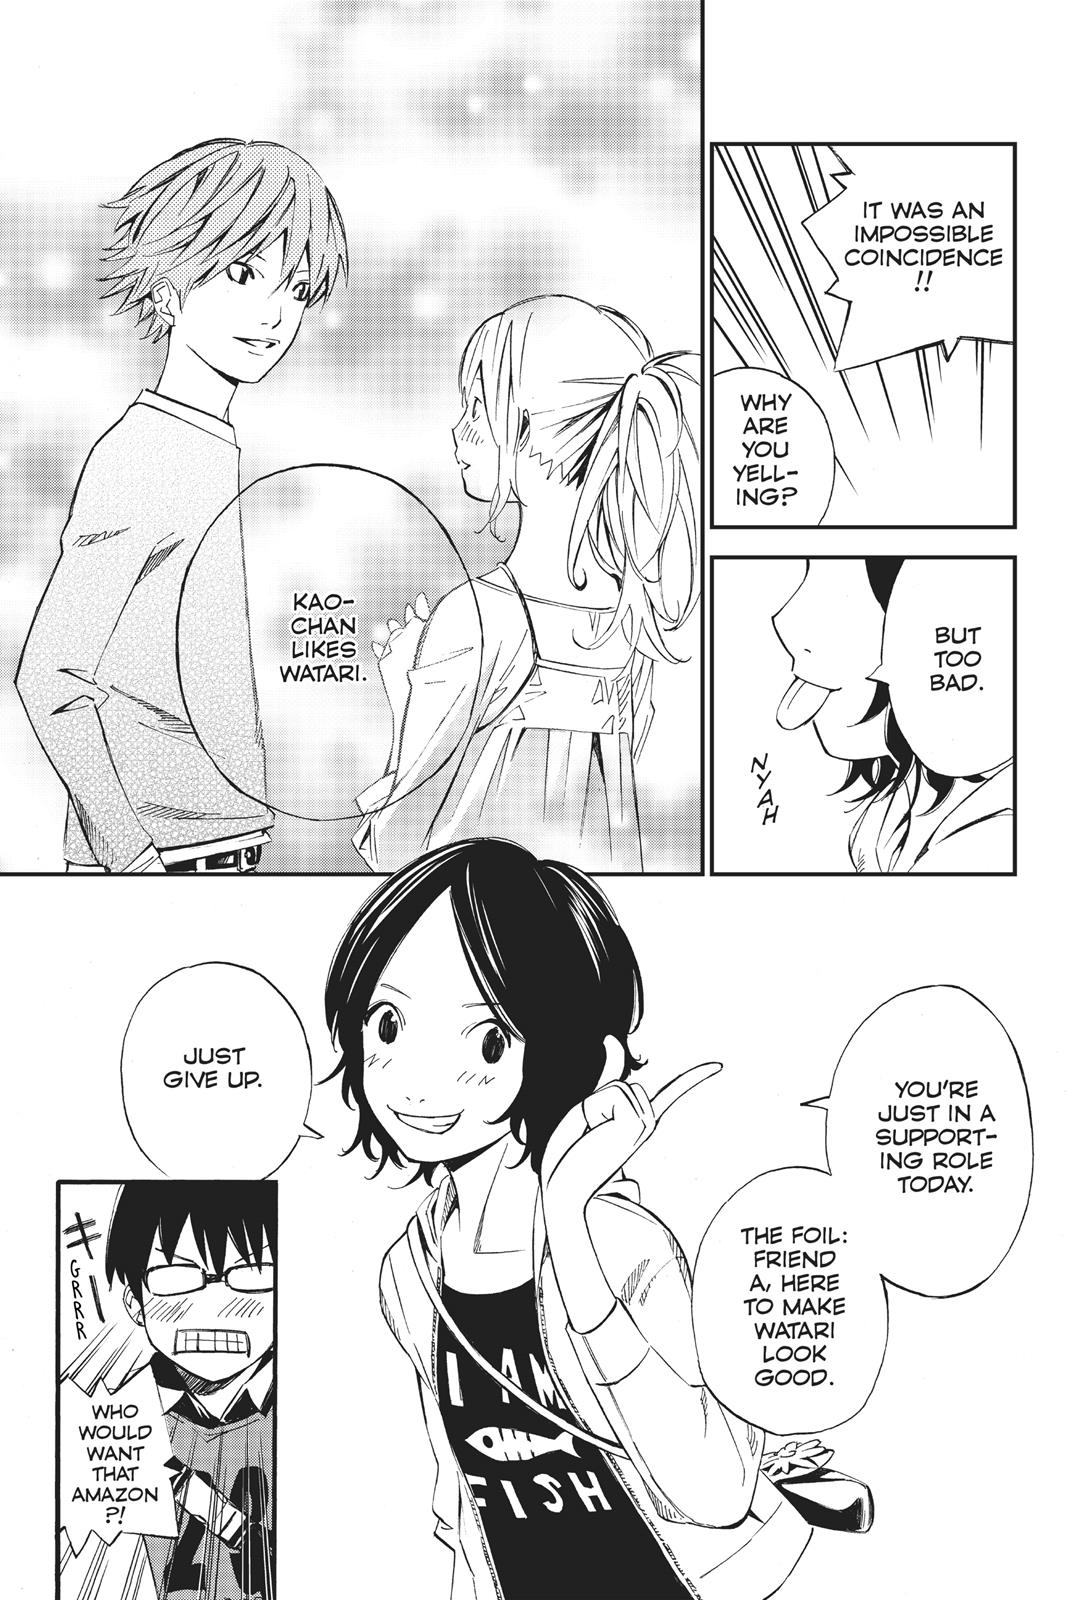 IT WAS AN
IMPOSSIBLE
COINCIDENCE
!!
WHY
ARE
YOU
YELL-
ING?
BUT
TOO
BAD.
NYAH
KAO-
CHAN
LIKES
WATARI.
YOU'RE
JUST IN A
SUPPORT-
ING ROLE
TODAY.
THE FOIL:
FRIEND
A, HERE
TO MAKE
WATARI
LOOK
GOOD.
I AM
FISH
JUST
GIVE UP.
キー
GRRR
WHO
WOULD
WANT
THAT
AMAZON
?!